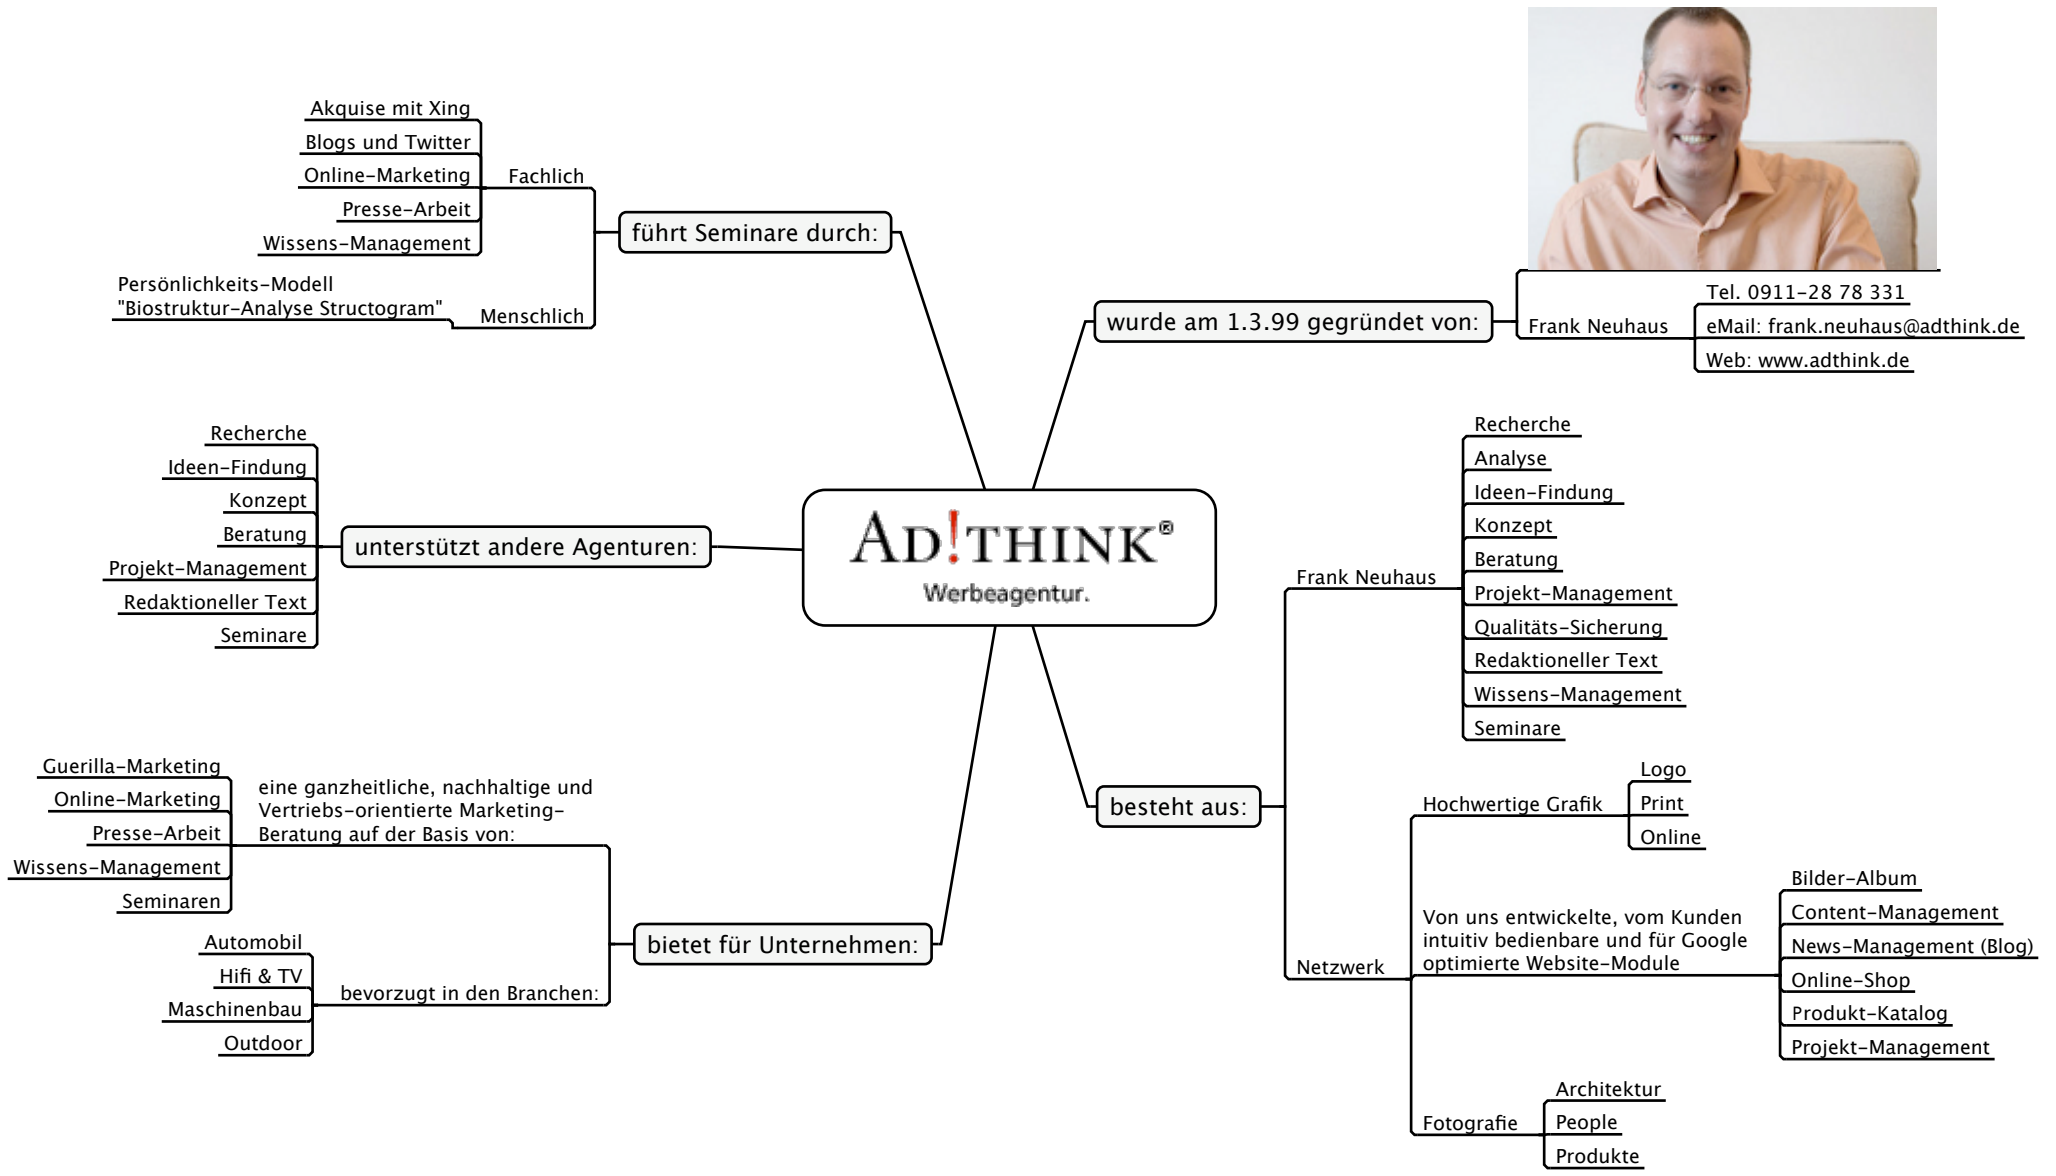 AD!THINK®
Werbeagentur.
wurde am 1.3.99 gegründet von:
Frank Neuhaus
Tel. 0911-28 78 331
eMail: frank.neuhaus@adthink.de
Web: www.adthink.de
besteht aus:
Frank Neuhaus
Recherche
Analyse
Ideen-Findung
Konzept
Beratung
Projekt-Management
Qualitäts-Sicherung
Redaktioneller Text
Wissens-Management
Seminare
Netzwerk
Hochwertige Grafik
Logo
Print
Online
Von uns entwickelte, vom Kunden
intuitiv bedienbare und für Google
optimierte Website-Module
Bilder-Album
Content-Management
News-Management (Blog)
Online-Shop
Produkt-Katalog
Projekt-Management
Fotografie
Architektur
People
Produkte
bietet für Unternehmen:
eine ganzheitliche, nachhaltige und
Vertriebs-orientierte Marketing-
Beratung auf der Basis von:
Guerilla-Marketing
Online-Marketing
Presse-Arbeit
Wissens-Management
Seminaren
bevorzugt in den Branchen:
Automobil
Hifi & TV
Maschinenbau
Outdoor
unterstützt andere Agenturen:
Recherche
Ideen-Findung
Konzept
Beratung
Projekt-Management
Redaktioneller Text
Seminare
führt Seminare durch:
Fachlich
Akquise mit Xing
Blogs und Twitter
Online-Marketing
Presse-Arbeit
Wissens-Management
Menschlich
Persönlichkeits-Modell
"Biostruktur-Analyse Structogram"